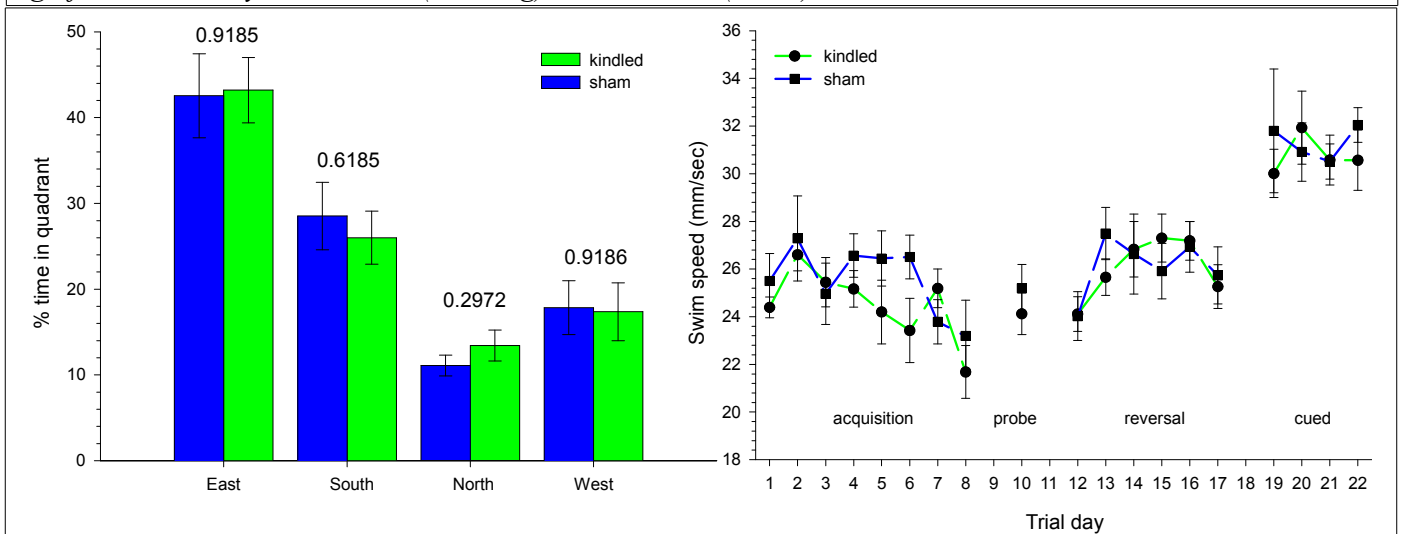 50
40
30
20
10
0
% time in quadrant
0.9185
0.6185
0.2972
0.9186
kindled
sham
East South North West
36
34
32
30
28
26
24
22
20
18
Swim speed (mm/sec)
kindled
sham
acquisition probe reversal cued
1 2 3 4 5 6 7 8 9 10 11 12 13 14 15 16 17 18 19 20 21 22
Trial day